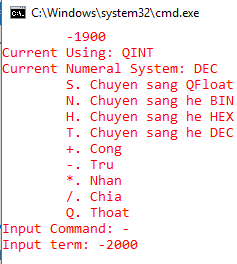 C:\Windows\system32\cmd.exe
-1900
Current Using: QINT
Current Numeral System: DEC
S. Chuyen sang QFloat
N. Chuyen sang he BIN
H. Chuyen sang he HEX
T. Chuyen sang he DEC
+. Cong
-. Tru
*. Nhan
/. Chia
Q. Thoat
Input Command: -
Input term: -2000